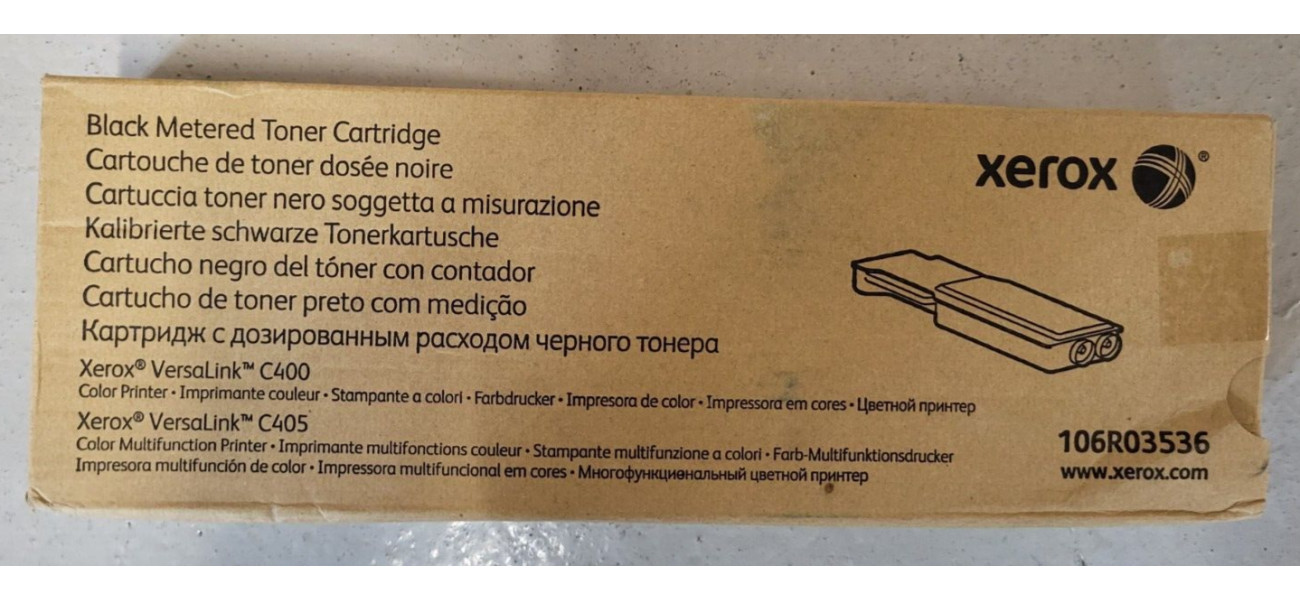 Black Metered Toner Cartridge
Cartouche de toner dosée noire
Cartuccia toner nero soggetta a misurazione
Kalibrierte schwarze Tonerkartusche
Cartucho negro del tóner con contador
Cartucho de toner preto com medição
Картридж с дозированным расходом черного тонера
Xerox® VersaLink™ C400
Color Printer • Imprimante couleur • Stampante a colori • Farbdrucker • Impresora de color • Impressora em cores • Цветной принтер
Xerox® VersaLink™ C405
Color Multifunction Printer • Imprimante multifonctions couleur • Stampante multifunzione a colori • Farb-Multifunktionsdrucker
Impresora multifunción de color • Impressora multifuncional em cores • Многофункциональный цветной принтер
xerox ®
106R03536
www.xerox.com